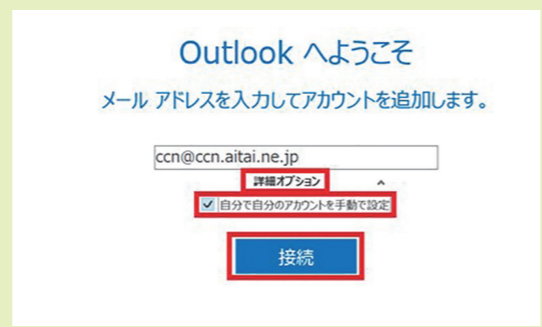 Outlook へようこそ
メール アドレスを入力してアカウントを追加します。
ccn@ccn.aitai.ne.jp
詳細オプション
自分で自分のアカウントを手動で設定
接続